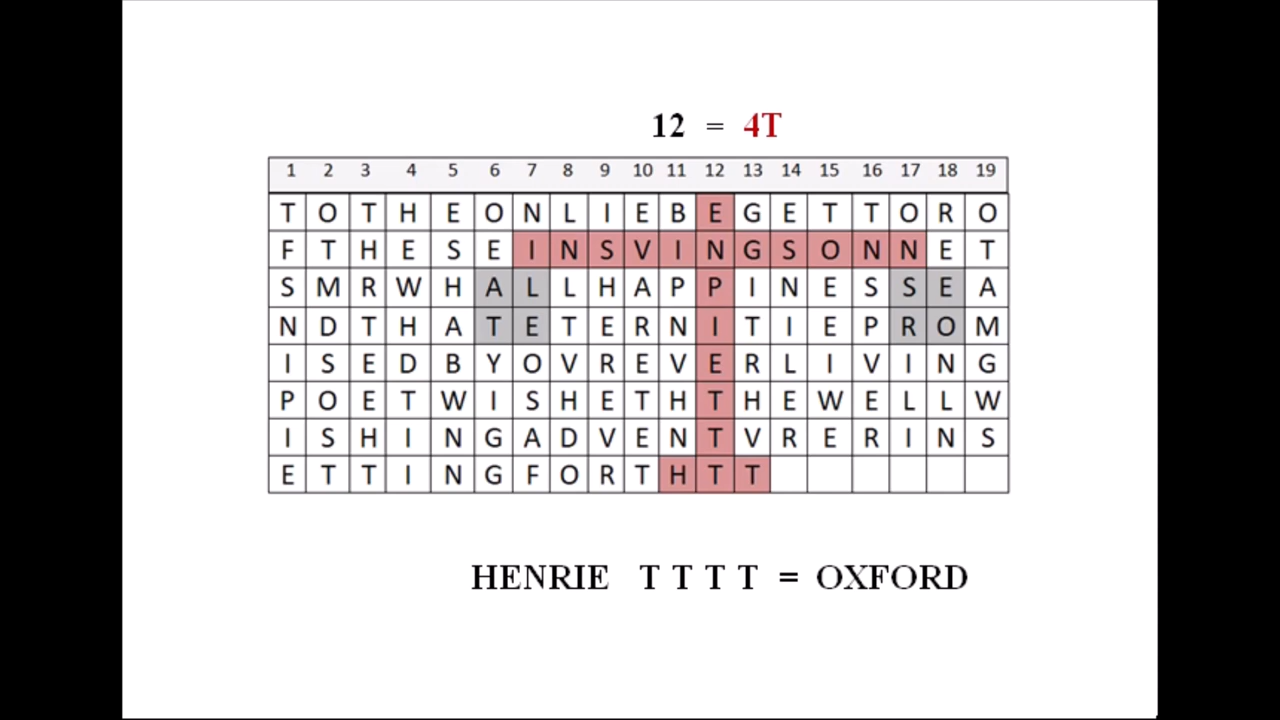 12 = 4T
1 2 3 4 5 6 7 8 9 10 11 12 13 14 15 16 17 18 19
T O T H E O N L I E B E G E T T O R O
F T H E S E I N S V I N G S O N N E T
S M R W H A L L H A P P I N E S S E A
N D T H A T E T E R N I T I E P R O M
I S E D B Y O V R E V E R L I V I N G
P O E T W I S H E T H T H E W E L L W
I S H I N G A D V E N T V R E R I N S
E T T I N G F O R T H T T
HENRIE T T T T = OXFORD